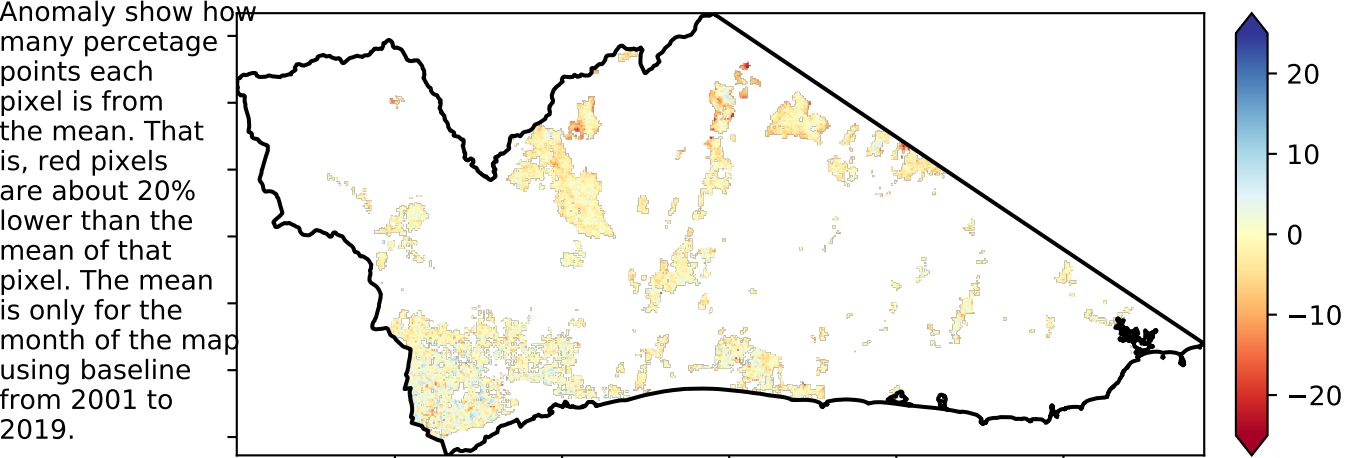 Anomaly show how
many percetage
points each
pixel is from
the mean. That
is, red pixels
are about 20%
lower than the
mean of that
pixel. The mean
is only for the
month of the map
using baseline
from 2001 to
2019.
20
10
0
−10
−20